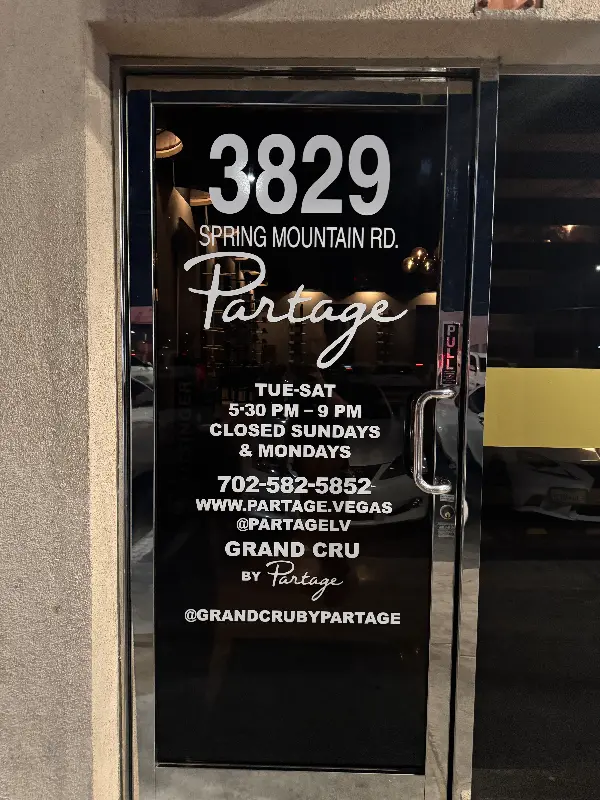 3829
SPRING MOUNTAIN RD.
Partage
TUE-SAT
5:30 PM – 9 PM
CLOSED SUNDAYS
& MONDAYS
702-582-5852
WWW.PARTAGE.VEGAS
@PARTAGELV
GRAND CRU
BY Partage
@GRANDCRUBYPARTAGE
PULL